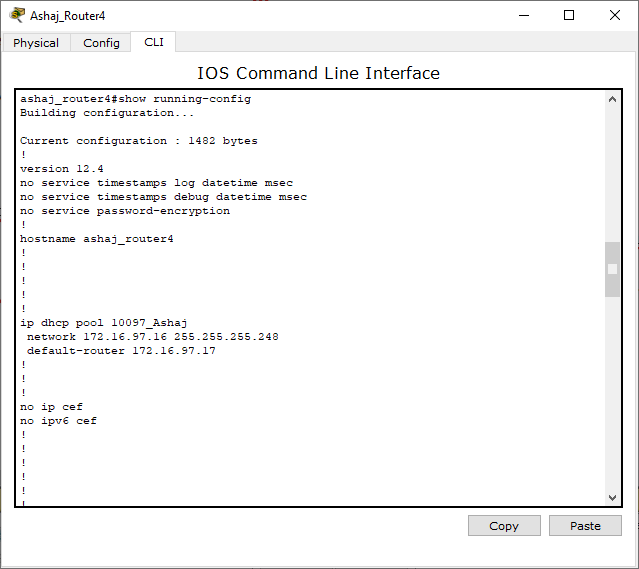 Ashaj_Router4
Physical Config CLI
IOS Command Line Interface
ashaj_router4#show running-config
Building configuration...
Current configuration : 1482 bytes
!
version 12.4
no service timestamps log datetime msec
no service timestamps debug datetime msec
no service password-encryption
!
hostname ashaj_router4
!
!
!
!
!
ip dhcp pool 10097_Ashaj
 network 172.16.97.16 255.255.255.248
 default-router 172.16.97.17
!
!
!
no ip cef
no ipv6 cef
!
!
!
!
!
!
Copy Paste